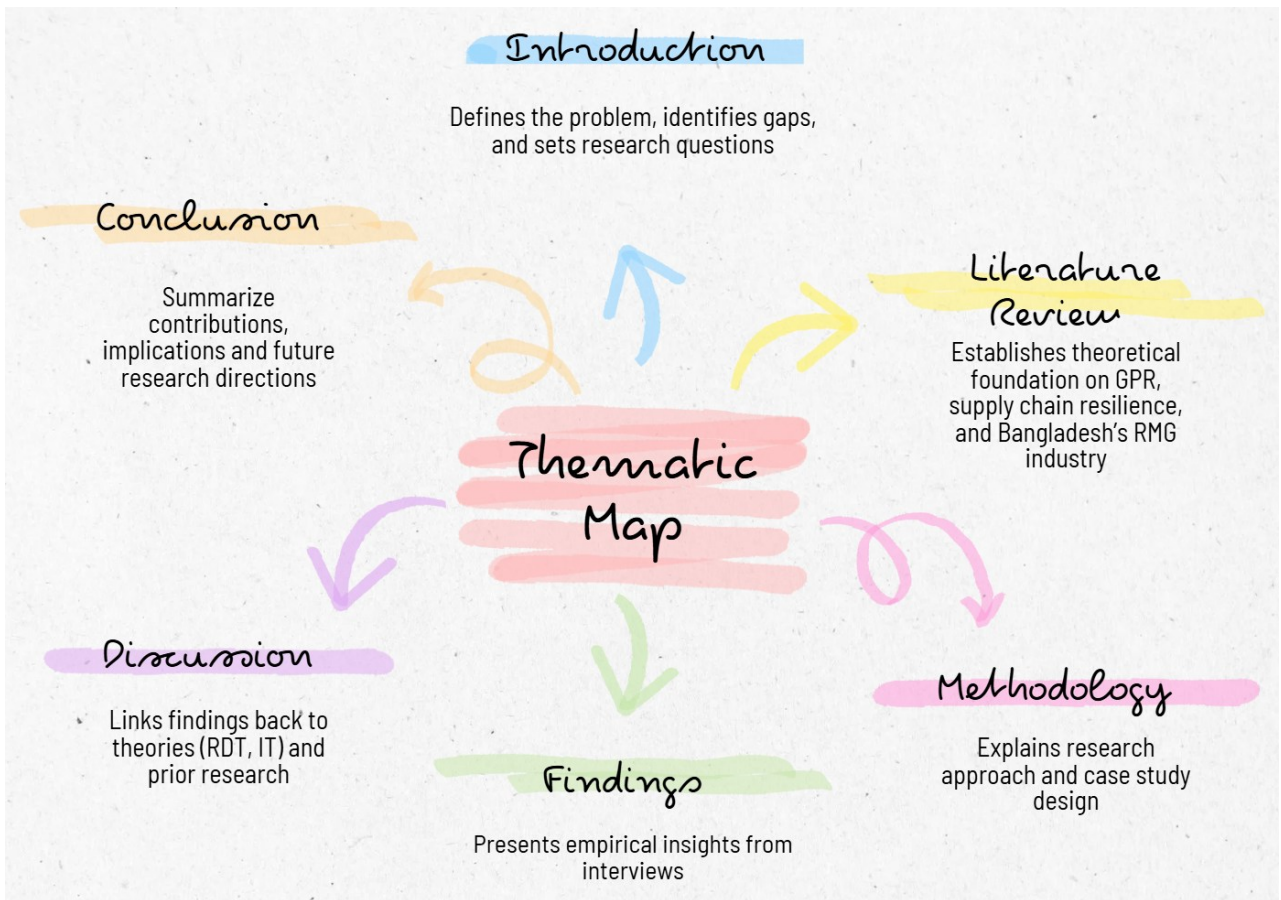 Introduction
Defines the problem, identifies gaps,
and sets research questions
Conclusion
Summarize
contributions,
implications and future
research directions
Literature
Review
Establishes theoretical
foundation on GPR,
supply chain resilience,
and Bangladesh's RMG
industry
Thematic
Map
Discussion
Links findings back to
theories (RDT, IT) and
prior research
Methodology
Explains research
approach and case study
design
Findings
Presents empirical insights from
interviews